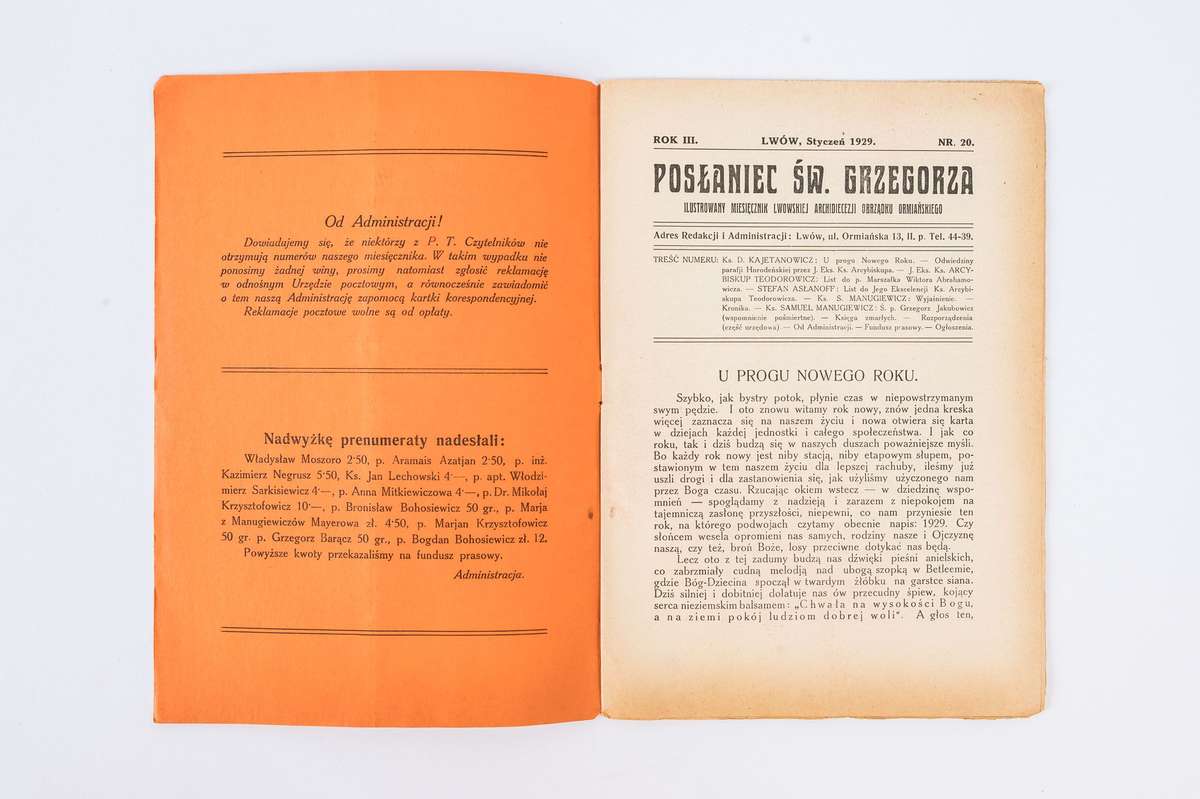 Od Administracji!
Dowiadujemy się, że niektórzy z P. T. Czytelników nie
otrzymują numerów naszego miesięcznika. W takim wypadku nie
ponosimy żadnej winy, prosimy natomiast zgłosić reklamację
w odnośnym Urzędzie pocztowym, a równocześnie zawiadomić
o tem naszą Administrację zapomocą kartki korespondencyjnej.
Reklamacje pocztowe wolne są od opłaty.
Nadwyżkę prenumeraty nadesłali:
Władysław Moszoro 2·50, p. Aramais Azatjan 2·50, p. inż.
Kazimierz Negrusz 5·50, Ks. Jan Lechowski 4·—, p. apt. Włodzi-
mierz Sarkisiewicz 4·—, p. Anna Mitkiewiczowa 4·—, p. Dr. Mikołaj
Krzysztofowicz 10·—, p. Bronisław Bohosiewicz 50 gr., p. Marja
z Manugiewiczów Mayerowa zł. 4·50, p. Marjan Krzysztofowicz
50 gr. p. Grzegorz Barącz 50 gr., p. Bogdan Bohosiewicz zł. 12.
Powyższe kwoty przekazaliśmy na fundusz prasowy.
Administracja.
ROK III. LWÓW, Styczeń 1929. NR. 20.
POSŁANIEC ŚW. GRZEGORZA
ILUSTROWANY MIESIĘCZNIK LWOWSKIEJ ARCHIDIECEZJI OBRZĄDKU ORMIAŃSKIEGO
Adres Redakcji i Administracji: Lwów, ul. Ormiańska 13, II. p. Tel. 44-39.
TREŚĆ NUMERU: Ks. D. KAJETANOWICZ: U progu Nowego Roku. — Odwiedziny
parafji Horodeńskiej przez J. Eks. Ks. Arcybiskupa. — J. Eks. Ks. ARCY-
BISKUP TEODOROWICZ: List do p. Marszałka Wiktora Abrahamo-
wicza. — STEFAN ASŁANOFF: List do Jego Ekscelencji Ks. Arcybi-
skupa Teodorowicza. — Ks. S. MANUGIEWICZ: Wyjaśnienie. —
Kronika. — Ks. SAMUEL MANUGIEWICZ: Ś. p. Grzegorz Jakubowicz
(wspomnienie pośmiertne). — Księga zmarłych. — Rozporządzenia
(część urzędowa). — Od Administracji. — Fundusz prasowy. — Ogłoszenia.
U PROGU NOWEGO ROKU.
Szybko, jak bystry potok, płynie czas w niepowstrzymanym
swym pędzie. I oto znowu witamy rok nowy, znów jedna kreska
więcej zaznacza się na naszem życiu i nowa otwiera się karta
w dziejach każdej jednostki i całego społeczeństwa. I jak co
roku, tak i dziś budzą się w naszych duszach poważniejsze myśli.
Bo każdy rok nowy jest niby stacją, niby etapowym słupem, po-
stawionym w tem naszem życiu dla lepszej rachuby, ileśmy już
uszli drogi i dla zastanowienia się, jak użyliśmy użyczonego nam
przez Boga czasu. Rzucając okiem wstecz — w dziedzinę wspo-
mnień — spoglądamy z nadzieją i zarazem z niepokojem na
tajemniczą zasłonę przyszłości, niepewni, co nam przyniesie ten
rok, na którego podwojach czytamy obecnie napis: 1929. Czy
słońcem wesela opromieni nas samych, rodziny nasze i Ojczyznę
naszą, czy też, broń Boże, losy przeciwne dotykać nas będą.
Lecz oto z tej zadumy budzą nas dźwięki pieśni anielskich,
co zabrzmiały cudną melodją nad ubogą szopką w Betleemie,
gdzie Bóg-Dziecina spoczął w twardym żłóbku na garstce siana.
Dziś silniej i dobitniej dolatuje nas ów przecudny śpiew, kojący
serca nieziemskim balsamem: „Chwała na wysokości Bogu,
a na ziemi pokój ludziom dobrej woli“. A głos ten,